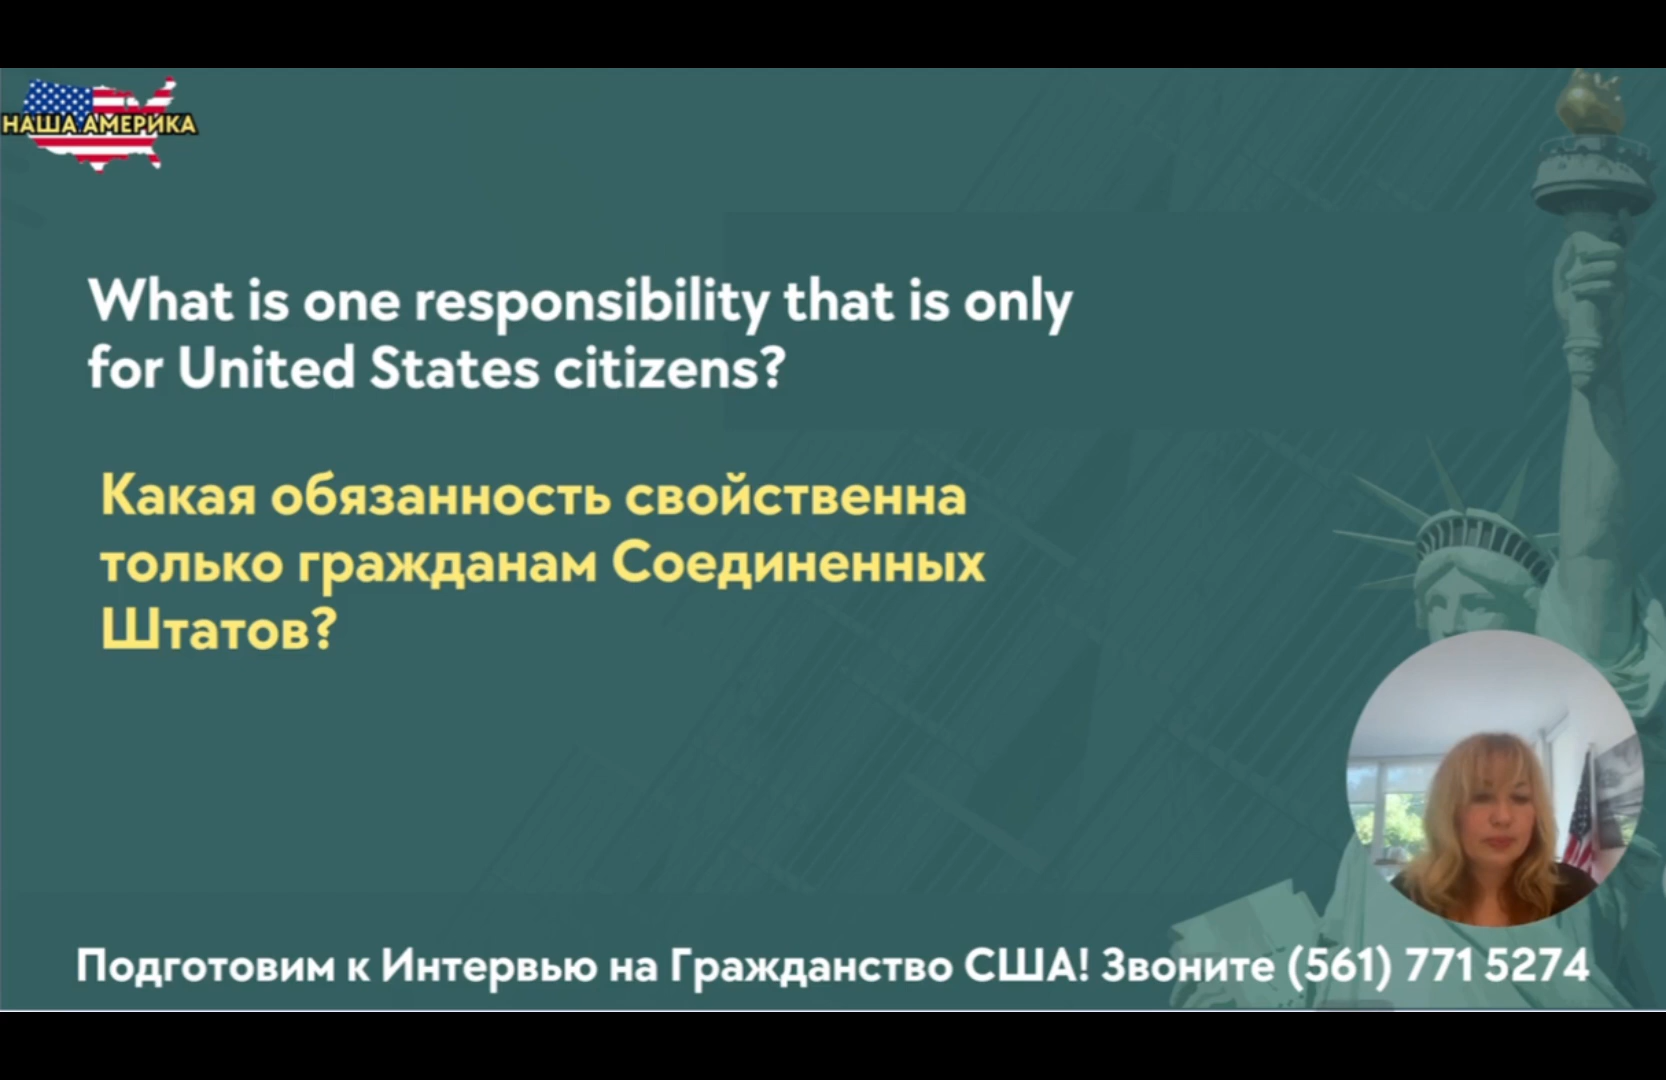 НАША АМЕРИКА
What is one responsibility that is only
for United States citizens?
Какая обязанность свойственна
только гражданам Соединенных
Штатов?
Подготовим к Интервью на Гражданство США! Звоните (561) 771 5274